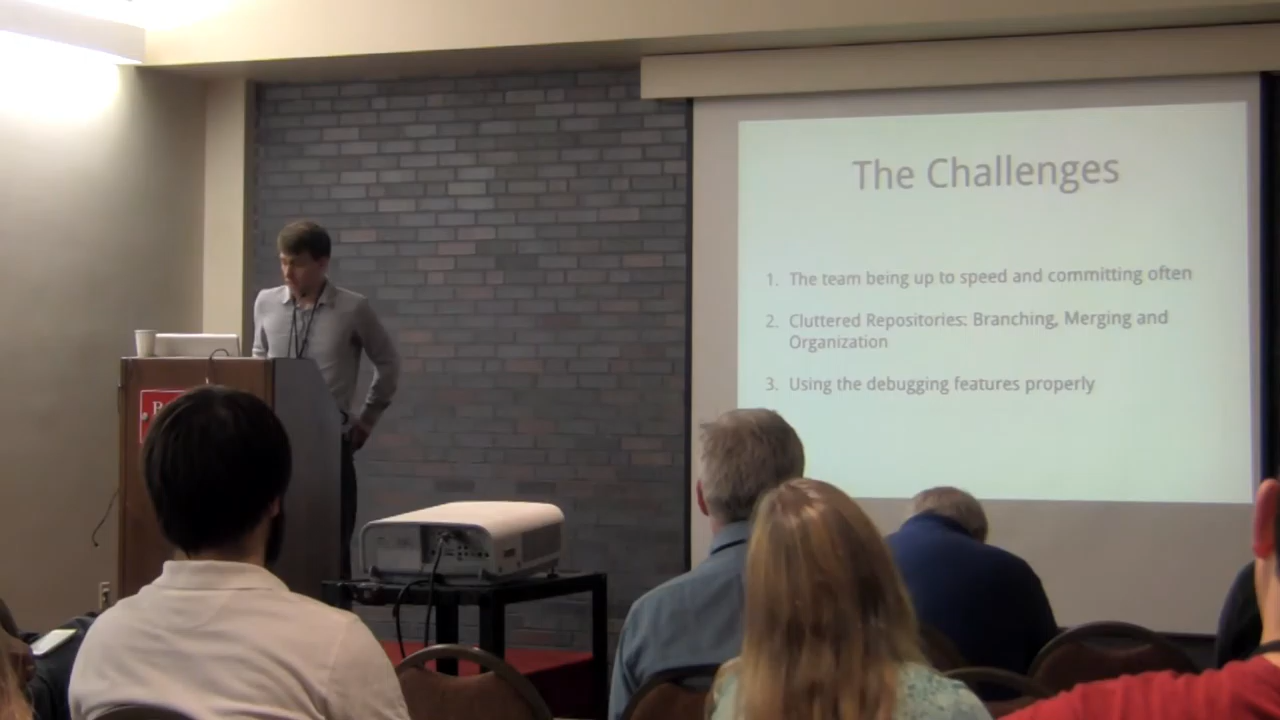 The Challenges
1. The team being up to speed and committing often
2. Cluttered Repositories: Branching, Merging and
Organization
3. Using the debugging features properly